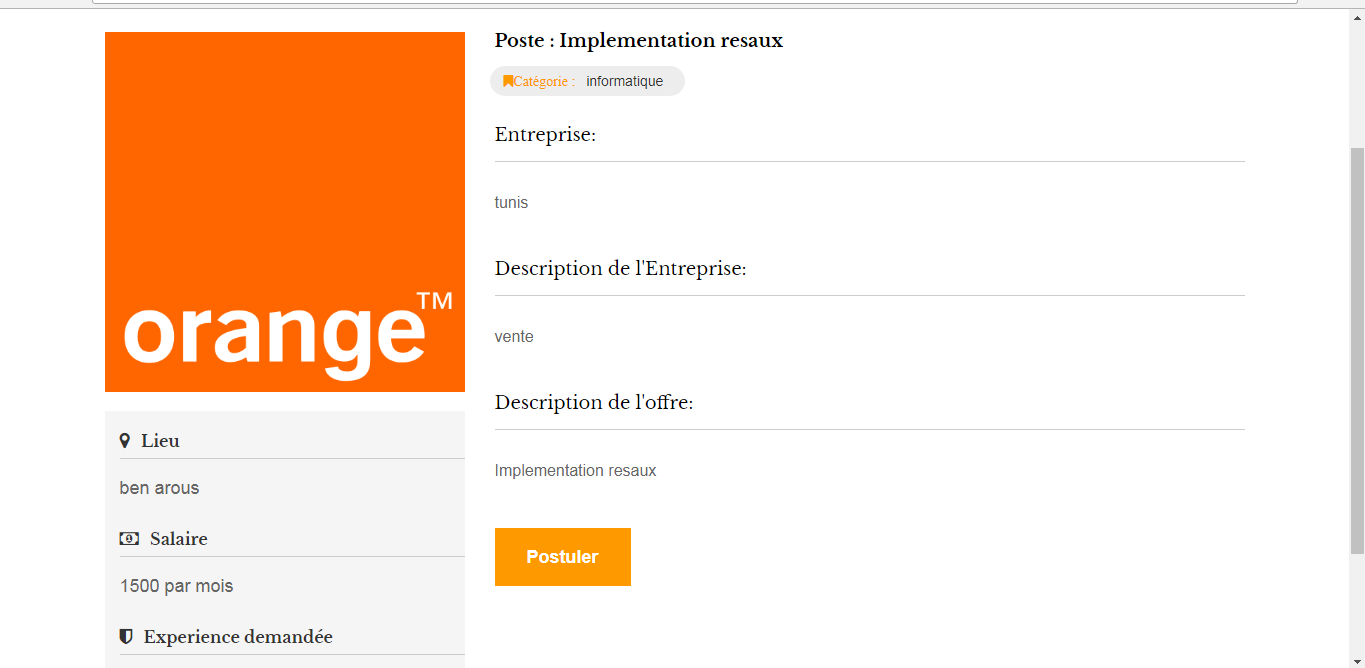 orange™
Lieu
ben arous
Salaire
1500 par mois
Experience demandée
Poste : Implementation resaux
Catégorie : informatique
Entreprise:
tunis
Description de l'Entreprise:
vente
Description de l'offre:
Implementation resaux
Postuler